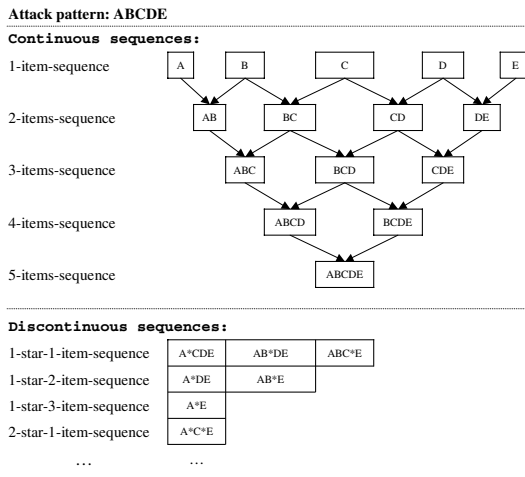 Attack pattern: ABCDE
Continuous sequences:
1-item-sequence A B C D E
2-items-sequence AB BC CD DE
3-items-sequence ABC BCD CDE
4-items-sequence ABCD BCDE
5-items-sequence ABCDE
Discontinuous sequences:
1-star-1-item-sequence A*CDE AB*DE ABC*E
1-star-2-item-sequence A*DE AB*E
1-star-3-item-sequence A*E
2-star-1-item-sequence A*C*E
... ...